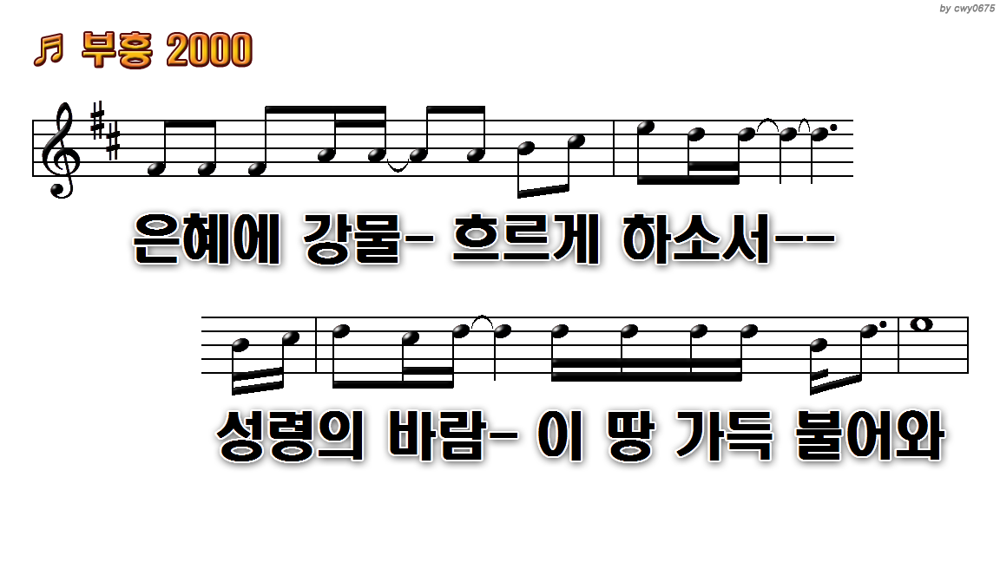 by cwy0675
♬ 부흥 2000
은혜에 강물- 흐르게 하소서--
성령의 바람- 이 땅 가득 불어와